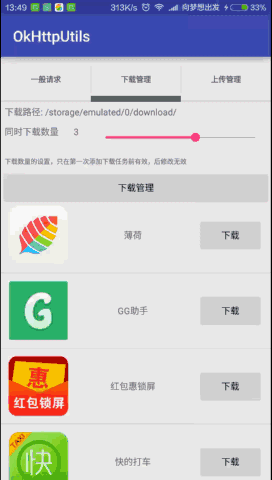 13:49 313K/s 向梦想出发 33%
OkHttpUtils
一般请求 下载管理 上传管理
下载路径: /storage/emulated/0/download/
同时下载数量 3
下载数量的设置，只在第一次添加下载任务前有效，后修改无效
下载管理
薄荷 下载
G GG助手 下载
惠 红包锁屏 红包惠锁屏 下载
TAXI 快 快的打车 下载